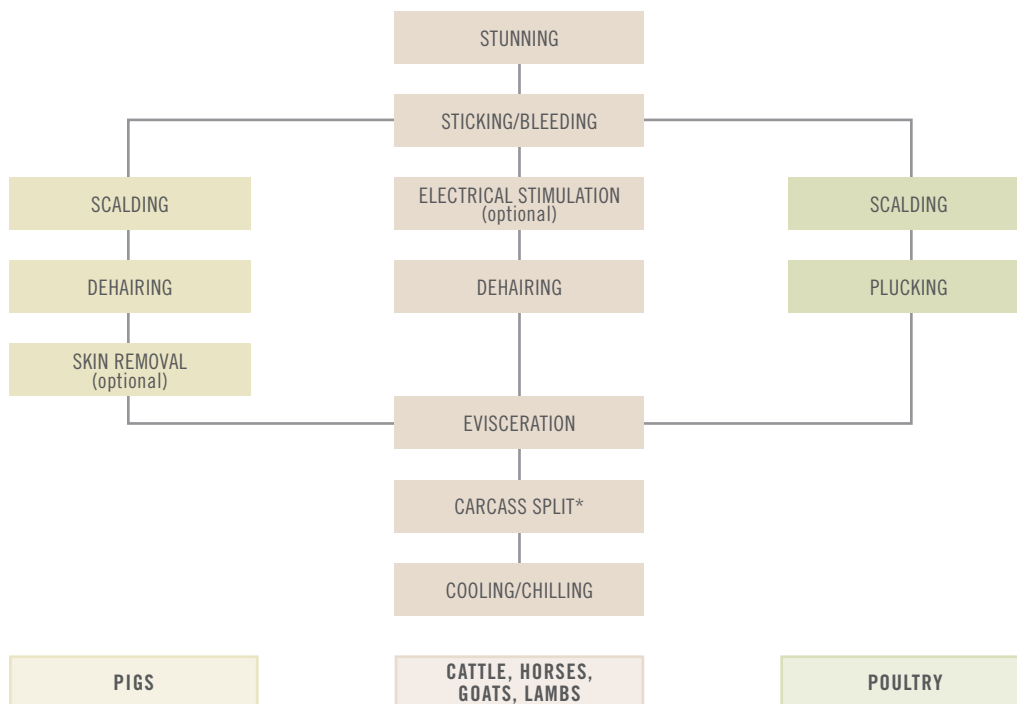 STUNNING
STICKING/BLEEDING
SCALDING
ELECTRICAL STIMULATION
(optional)
SCALDING
DEHAIRING
DEHAIRING
PLUCKING
SKIN REMOVAL
(optional)
EVISCERATION
CARCASS SPLIT*
COOLING/CHILLING
PIGS
CATTLE, HORSES,
GOATS, LAMBS
POULTRY